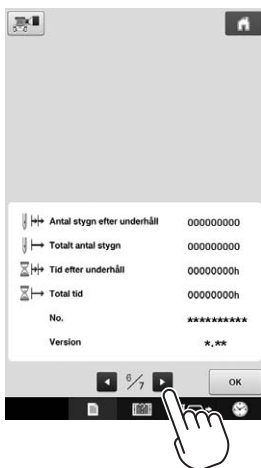 Antal stygn efter underhåll 000000000
Totalt antal stygn 000000000
Tid efter underhåll 00000000h
Total tid 00000000h
No. **********
Version *.**
6/7
OK